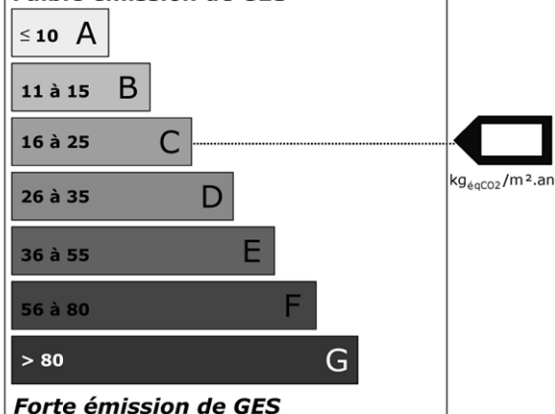 ≤ 10 A
11 à 15 B
16 à 25 C
kgéqCO2/m².an
26 à 35 D
36 à 55 E
56 à 80 F
> 80 G
Forte émission de GES